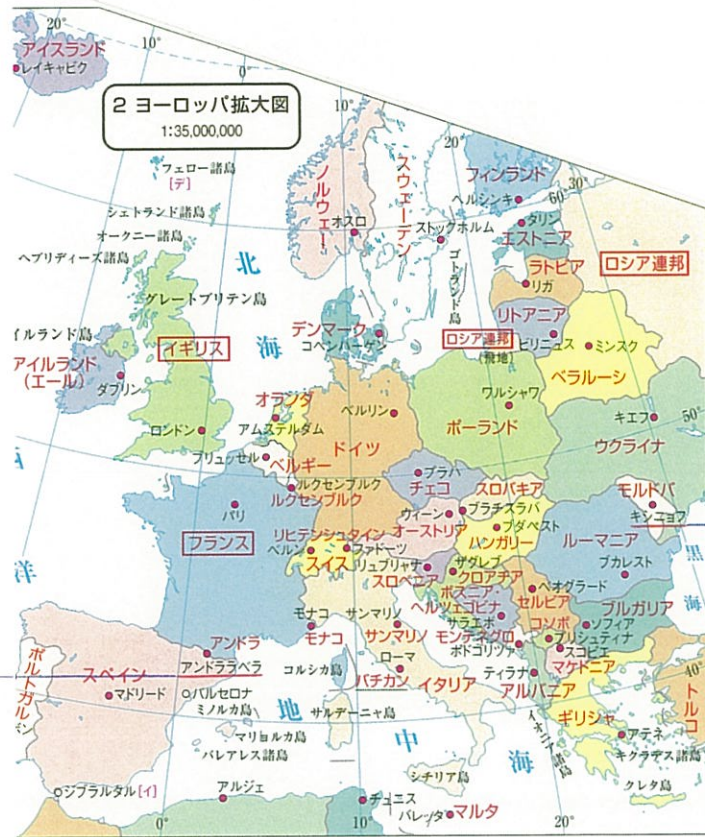 20°
10°
0°
10°
20°
30°
アイスランド
レイキャビク
2 ヨーロッパ拡大図
1:35,000,000
フェロー諸島
[デ]
シェトランド諸島
オークニー諸島
ヘブリディーズ諸島
グレートブリテン島
北
海
ノルウェー
オスロ
スウェーデン
ストックホルム
ゴトランド島
フィンランド
ヘルシンキ
60°
タリン
エストニア
ラトビア
リガ
ロシア連邦
リトアニア
ビリニュス
ロシア連邦
(飛地)
ミンスク
ベラルーシ
イルランド島
アイルランド
(エール)
ダブリン
イギリス
ロンドン
デンマーク
コペンハーゲン
オランダ
アムステルダム
ブリュッセル
ベルギー
ルクセンブルク
ルクセンブルク
ベルリン
ドイツ
ワルシャワ
ポーランド
キエフ
50°
ウクライナ
プラハ
チェコ
スロバキア
ブラチスラバ
ウィーン
オーストリア
ブダペスト
ハンガリー
モルドバ
キシニョフ
ルーマニア
ブカレスト
黒
海
洋
パリ
フランス
リヒテンシュタイン
ベルン
ファドーツ
スイス
リュブリャナ
スロベニア
ザグレブ
クロアチア
ボスニア・
ヘルツェゴビナ
サラエボ
ベオグラード
セルビア
コソボ
プリシュティナ
ブルガリア
ソフィア
スコピエ
マケドニア
モンテネグロ
ポドゴリツァ
ティラナ
アルバニア
モナコ
モナコ
サンマリノ
サンマリノ
ローマ
バチカン
イタリア
アンドラ
アンドララベラ
コルシカ島
スペイン
マドリード
ポルトガル
バルセロナ
ミノルカ島
マリョルカ島
バレアレス諸島
サルデーニャ島
地
中
海
シチリア島
イオニア諸島
ギリシャ
アテネ
キクラデス諸島
クレタ島
40°
トルコ
ジブラルタル[イ]
アルジェ
チュニス
バレッタ
マルタ
0°
10°
20°